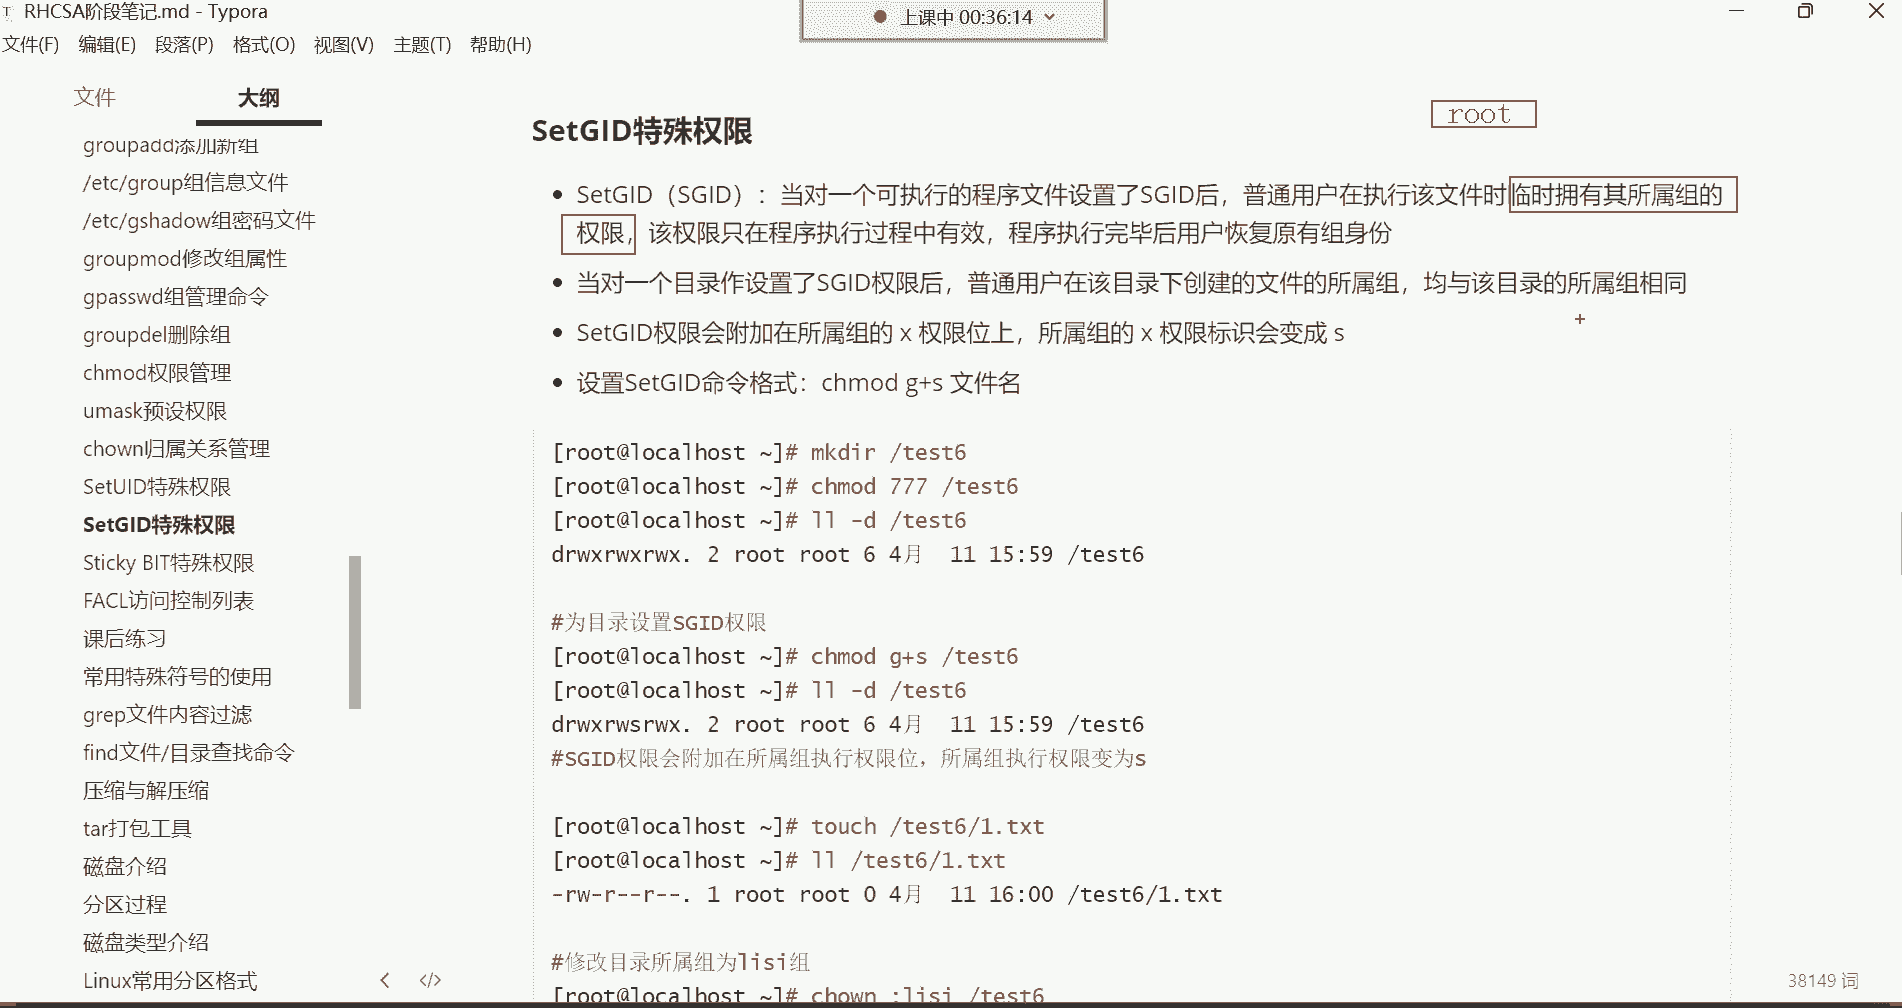 RHCSA阶段笔记.md - Typora
上课中 00:36:14
文件(F) 编辑(E) 段落(P) 格式(O) 视图(V) 主题(T) 帮助(H)
文件 大纲
groupadd添加新组
/etc/group组信息文件
/etc/gshadow组密码文件
groupmod修改组属性
gpasswd组管理命令
groupdel删除组
chmod权限管理
umask预设权限
chown归属关系管理
SetUID特殊权限
SetGID特殊权限
Sticky BIT特殊权限
FACL访问控制列表
课后练习
常用特殊符号的使用
grep文件内容过滤
find文件/目录查找命令
压缩与解压缩
tar打包工具
磁盘介绍
分区过程
磁盘类型介绍
Linux常用分区格式
root
SetGID特殊权限
SetGID（SGID）：当对一个可执行的程序文件设置了SGID后，普通用户在执行该文件时临时拥有其所属组的
权限，该权限只在程序执行过程中有效，程序执行完毕后用户恢复原有组身份
当对一个目录作设置了SGID权限后，普通用户在该目录下创建的文件的所属组，均与该目录的所属组相同
SetGID权限会附加在所属组的 x 权限位上，所属组的 x 权限标识会变成 s
设置SetGID命令格式：chmod g+s 文件名
[root@localhost ~]# mkdir /test6
[root@localhost ~]# chmod 777 /test6
[root@localhost ~]# ll -d /test6
drwxrwxrwx. 2 root root 6 4月  11 15:59 /test6
#为目录设置SGID权限
[root@localhost ~]# chmod g+s /test6
[root@localhost ~]# ll -d /test6
drwxrwsrwx. 2 root root 6 4月  11 15:59 /test6
#SGID权限会附加在所属组执行权限位，所属组执行权限变为s
[root@localhost ~]# touch /test6/1.txt
[root@localhost ~]# ll /test6/1.txt
-rw-r--r--. 1 root root 0 4月  11 16:00 /test6/1.txt
#修改目录所属组为lisi组
[root@localhost ~]# chown :lisi /test6
38149 词